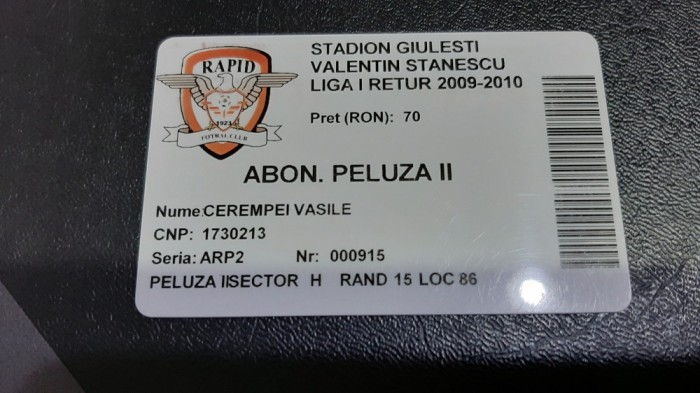 RAPID
1923
FOTBAL CLUB
STADION GIULESTI
VALENTIN STANESCU
LIGA I RETUR 2009-2010
Pret (RON): 70
ABON. PELUZA II
Nume:CEREMPEI VASILE
CNP: 1730213
Seria: ARP2 Nr: 000915
PELUZA IISECTOR H RAND 15 LOC 86